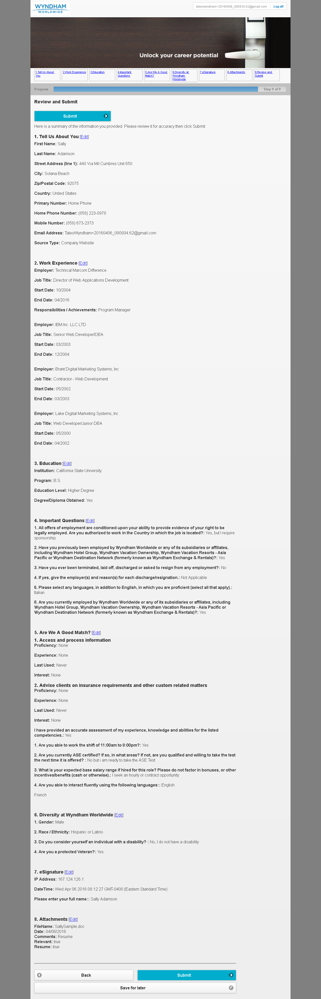 WYNDHAM
WORLDWIDE
taleowyndham+20160406_080934.62@gmail.com
Log off
Unlock your career potential
1.Tell Us About You
2.Work Experience
3.Education
4.Important Questions
5.Are We A Good Match?
6.Diversity at Wyndham Worldwide
7.eSignature
8.Attachments
9.Review and Submit
Progress
Step 9 of 9
Review and Submit
Submit
Here is a summary of the information you provided. Please review it for accuracy then click Submit
1. Tell Us About You [Edit]
First Name: Sally
Last Name: Adamson
Street Address (line 1): 440 Via Mil Cumbres Unit 650
City: Solana Beach
Zip/Postal Code: 92075
Country: United States
Primary Number: Home Phone
Home Phone Number: (858) 223-0978
Mobile Number: (858) 673-2373
Email Address: TaleoWyndham+20160406_080934.62@gmail.com
Source Type: Company Website
2. Work Experience [Edit]
Employer: Technical Marcom Difference
Job Title: Director of Web Applications Development
Start Date: 10/2004
End Date: 04/2016
Responsibilities / Achievements: Program Manager
Employer: IBM Inc. LLC LTD
Job Title: Senior Web Developer/DBA
Start Date: 03/2003
End Date: 12/2004
Employer: Brant Digital Marketing Systems, Inc
Job Title: Contractor - Web Development
Start Date: 05/2002
End Date: 03/2003
Employer: Lake Digital Marketing Systems, Inc
Job Title: Web Developer/Junior DBA
Start Date: 05/2000
End Date: 04/2002
3. Education [Edit]
Institution: California State University
Program: B.S.
Education Level: Higher Degree
Degree/Diploma Obtained: Yes
4. Important Questions [Edit]
1. All offers of employment are conditioned upon your ability to provide evidence of your right to be
legally employed. Are you authorized to work in the Country in which the job is located?: Yes, but I require
sponsorship
2. Have you previously been employed by Wyndham Worldwide or any of its subsidiaries or affiliates,
including Wyndham Hotel Group, Wyndham Vacation Ownership, Wyndham Vacation Resorts - Asia
Pacific or Wyndham Destination Network (formerly known as Wyndham Exchange & Rentals)?: Yes
3. Have you ever been terminated, laid off, discharged or asked to resign from any employment?: No
4. If yes, give the employer(s) and reason(s) for each discharge/resignation.: Not Applicable
5. Please select any languages, in addition to English, in which you are proficient (select all that apply).:
Italian
6. Are you currently employed by Wyndham Worldwide or any of its subsidiaries or affiliates, including
Wyndham Hotel Group, Wyndham Vacation Ownership, Wyndham Vacation Resorts - Asia Pacific or
Wyndham Destination Network (formerly known as Wyndham Exchange & Rentals)?: Yes
5. Are We A Good Match? [Edit]
1. Access and process information
Proficiency: None
Experience: None
Last Used: Never
Interest: None
2. Advise clients on insurance requirements and other custom related matters
Proficiency: None
Experience: None
Last Used: Never
Interest: None
I have provided an accurate assessment of my experience, knowledge and abilities for the listed
competencies.: Yes
1. Are you able to work the shift of 11:00am to 8:00pm?: Yes
2. Are you currently ASE certified? If so, in what areas? If not, are you qualified and willing to take the test
the next time it is offered? : No but i am ready to take the ASE Test
3. What is your expected base salary range if hired for this role? Please do not factor in bonuses, or other
incentives/benefits (cash or otherwise).: I seek an hourly or contract opportunity
4. Are you able to interact fluently using the following languages:: English
French
6. Diversity at Wyndham Worldwide [Edit]
1. Gender: Male
2. Race / Ethnicity: Hispanic or Latino
3. Do you consider yourself an individual with a disability? : No, I do not have a disability
4. Are you a protected Veteran?: Yes
7. eSignature [Edit]
IP Address: 167.124.126.1
DateTime: Wed Apr 06 2016 08:12:27 GMT-0400 (Eastern Standard Time)
Please enter your full name:: Sally Adamson
8. Attachments [Edit]
FileName: SallySample.doc
Date: 04/06/2016
Comments: Resume
Relevant: true
Resume: true
Back
Submit
Save for later